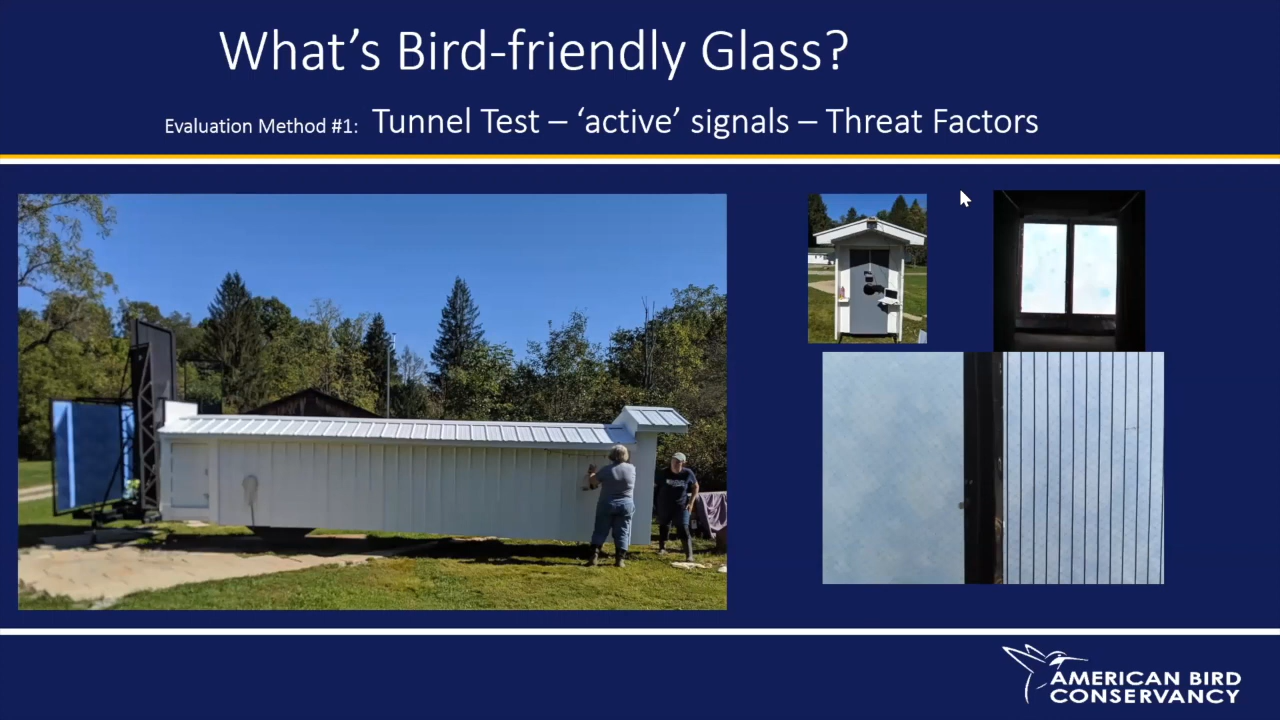 What’s Bird-friendly Glass?
Evaluation Method #1: Tunnel Test – ‘active’ signals – Threat Factors
AMERICAN BIRD
CONSERVANCY